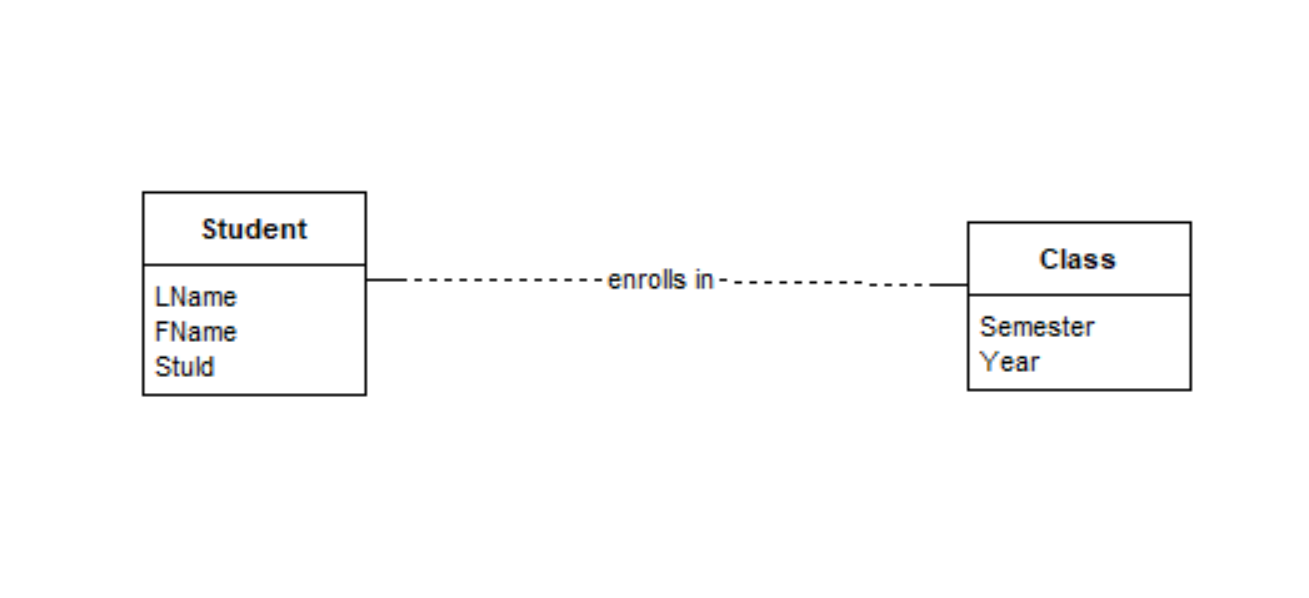 Student
LName
FName
StuId
enrolls in
Class
Semester
Year